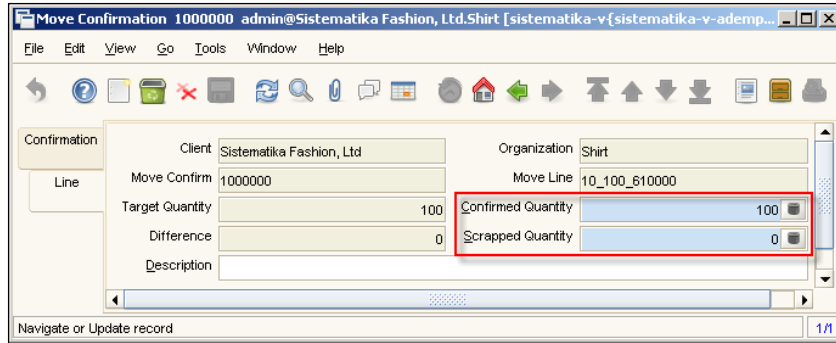 Move Confirmation 1000000 admin@Sistematika Fashion, Ltd.Shirt [sistematika-v{sistematika-v-ademp...
File Edit View Go Tools Window Help
Confirmation
Line
Client Sistematika Fashion, Ltd Organization Shirt
Move Confirm 1000000 Move Line 10_100_610000
Target Quantity 100 Confirmed Quantity 100
Difference 0 Scrapped Quantity 0
Description
Navigate or Update record 1/1